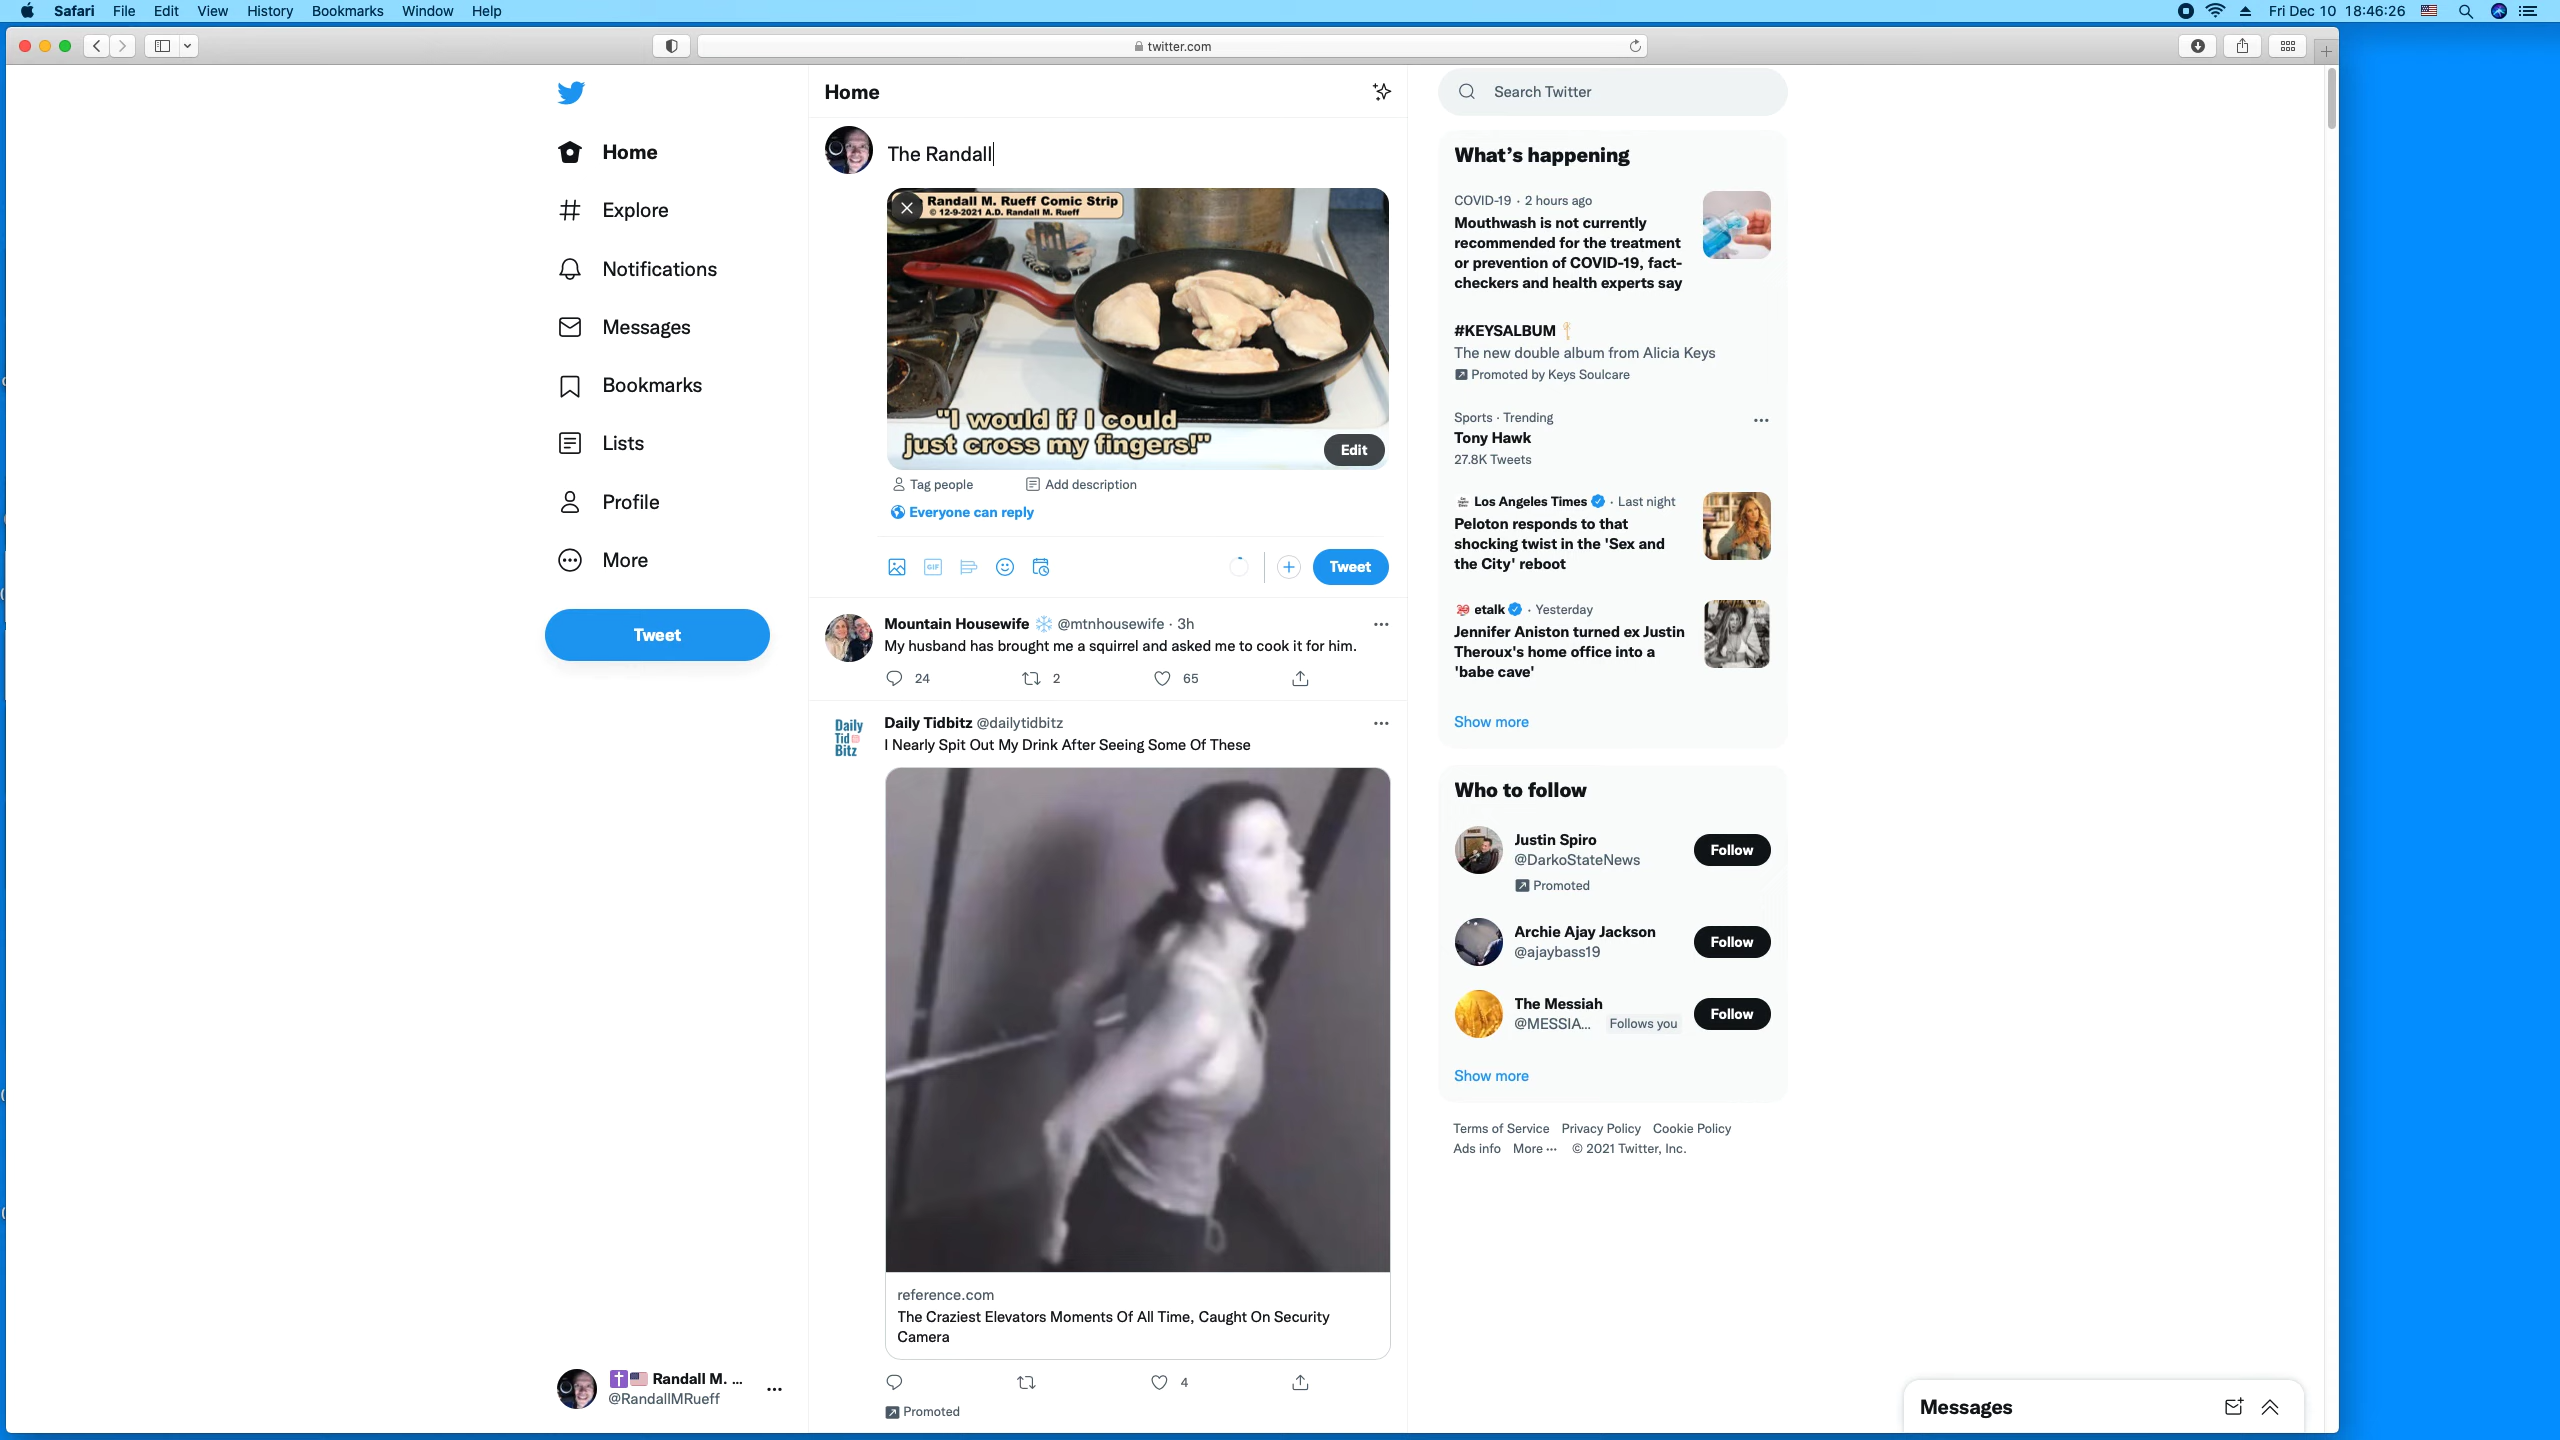 Safari File Edit View History Bookmarks Window Help
Fri Dec 10 18:46:26
twitter.com
Home
Explore
Notifications
Messages
Bookmarks
Lists
Profile
More
Tweet
Randall M. ...
@RandallMRueff
Home
The Randall
Randall M. Rueff Comic Strip
© 12-9-2021 A.D. Randall M. Rueff
"I would if I could
just cross my fingers!"
Edit
Tag people Add description
Everyone can reply
GIF
Tweet
Mountain Housewife @mtnhousewife · 3h
My husband has brought me a squirrel and asked me to cook it for him.
24 2 65
Daily
Tid
Bitz
Daily Tidbitz @dailytidbitz
I Nearly Spit Out My Drink After Seeing Some Of These
reference.com
The Craziest Elevators Moments Of All Time, Caught On Security
Camera
4
Promoted
Search Twitter
What's happening
COVID-19 · 2 hours ago
Mouthwash is not currently
recommended for the treatment
or prevention of COVID-19, fact-
checkers and health experts say
#KEYSALBUM
The new double album from Alicia Keys
Promoted by Keys Soulcare
Sports · Trending
Tony Hawk
27.8K Tweets
Los Angeles Times · Last night
Peloton responds to that
shocking twist in the 'Sex and
the City' reboot
etalk · Yesterday
Jennifer Aniston turned ex Justin
Theroux's home office into a
'babe cave'
Show more
Who to follow
Justin Spiro
@DarkoStateNews
Promoted
Follow
Archie Ajay Jackson
@ajaybass19
Follow
The Messiah
@MESSIA... Follows you
Follow
Show more
Terms of Service Privacy Policy Cookie Policy
Ads info More ··· © 2021 Twitter, Inc.
Messages